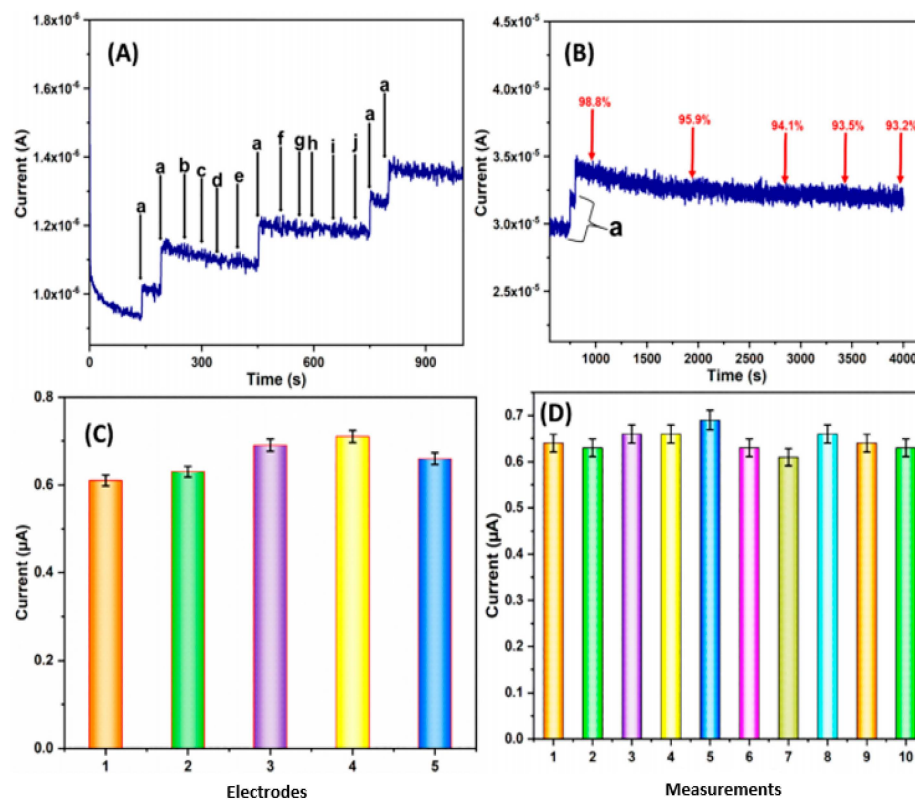 (A)
1.8x10⁻⁶
1.6x10⁻⁶
1.4x10⁻⁶
1.2x10⁻⁶
1.0x10⁻⁶
Current (A)
a a b c d e a f g h i j a a
0 300 600 900
Time (s)
(B)
4.5x10⁻⁵
4.0x10⁻⁵
3.5x10⁻⁵
3.0x10⁻⁵
2.5x10⁻⁵
Current (A)
98.8% 95.9% 94.1% 93.5% 93.2%
a
1000 1500 2000 2500 3000 3500 4000
Time (s)
(C)
0.8
0.6
0.4
0.2
0.0
Current (µA)
1 2 3 4 5
Electrodes
(D)
0.7
0.6
0.5
0.4
0.3
0.2
0.1
0.0
Current (µA)
1 2 3 4 5 6 7 8 9 10
Measurements